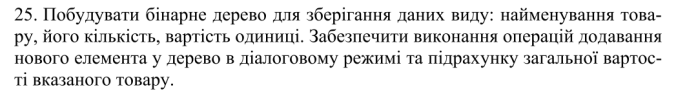 25. Побудувати бінарне дерево для зберігання даних виду: найменування това-
ру, його кількість, вартість одиниці. Забезпечити виконання операцій додавання
нового елемента у дерево в діалоговому режимі та підрахунку загальної вартос-
ті вказаного товару.